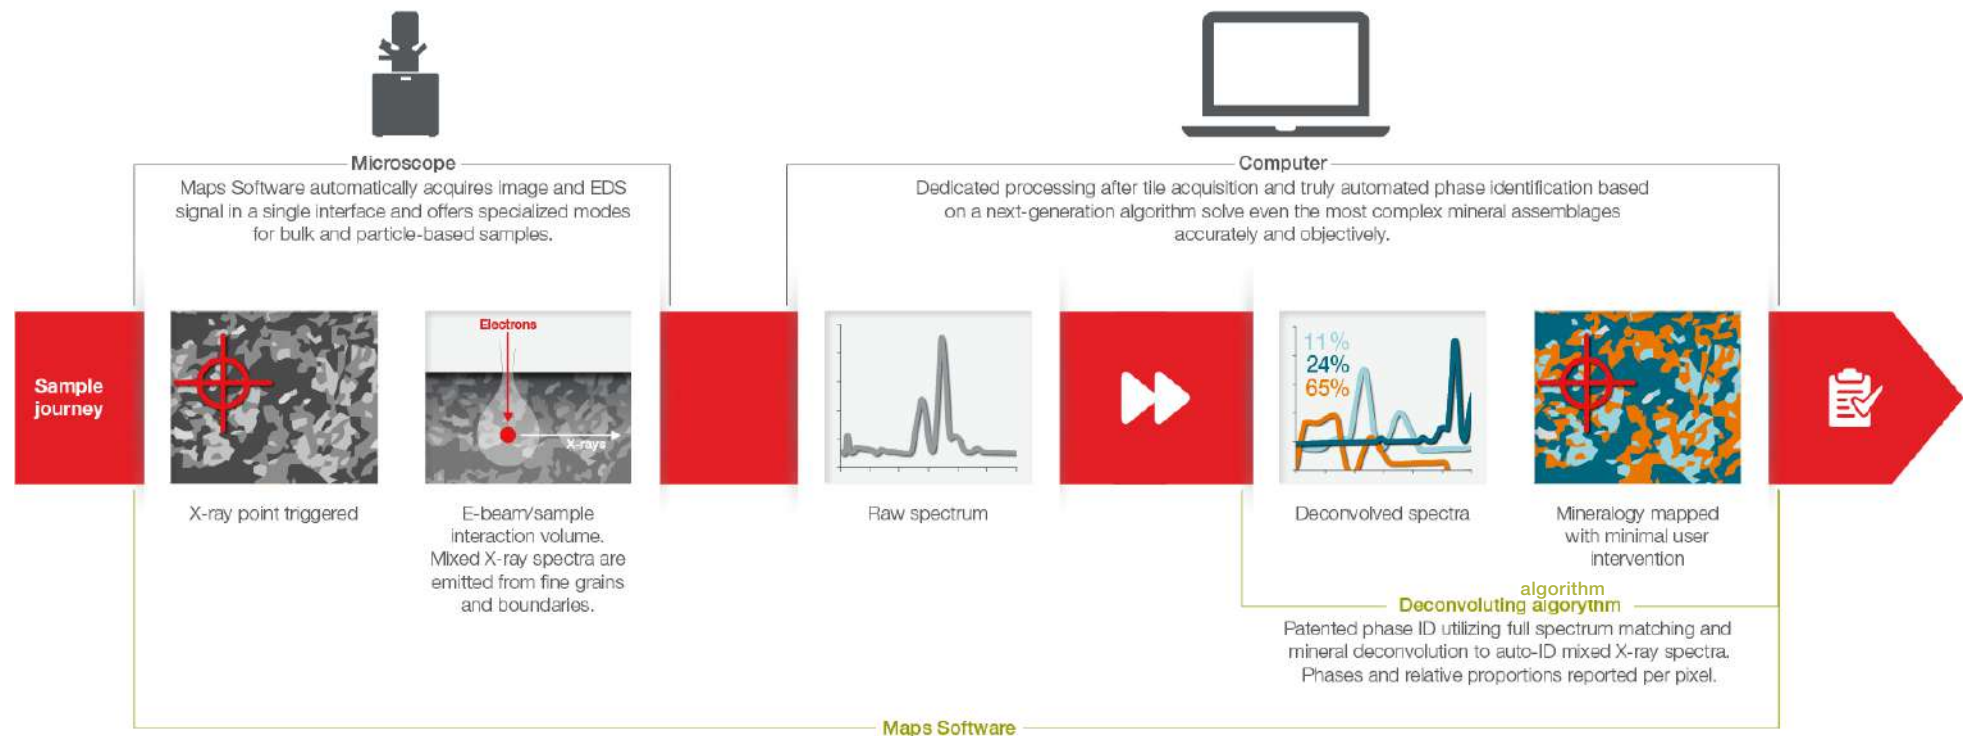 Microscope
Maps Software automatically acquires image and EDS
signal in a single interface and offers specialized modes
for bulk and particle-based samples.
Computer
Dedicated processing after tile acquisition and truly automated phase identification based
on a next-generation algorithm solve even the most complex mineral assemblages
accurately and objectively.
Sample
journey
Electrons
X-rays
11%
24%
65%
X-ray point triggered
E-beam/sample
interaction volume.
Mixed X-ray spectra are
emitted from fine grains
and boundaries.
Raw spectrum
Deconvolved spectra
Mineralogy mapped
with minimal user
intervention
algorithm
Deconvoluting algorythm
Patented phase ID utilizing full spectrum matching and
mineral deconvolution to auto-ID mixed X-ray spectra.
Phases and relative proportions reported per pixel.
Maps Software